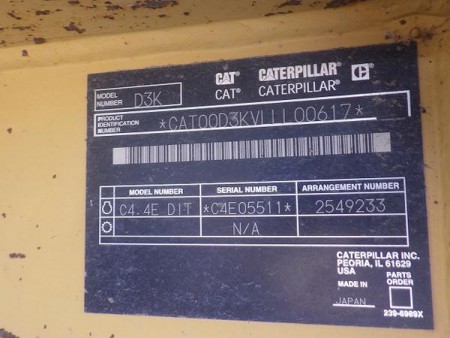 CAT CATERPILLAR
MODEL NUMBER D3K CAT CATERPILLAR
PRODUCT IDENTIFICATION NUMBER *CAT00D3KVLLL00617*
MODEL NUMBER SERIAL NUMBER ARRANGEMENT NUMBER
C4.4E DIT *C4E05511* 2549233
N/A
CATERPILLAR INC.
PEORIA, IL 61629
USA
MADE IN JAPAN
PARTS ORDER
239-6989X